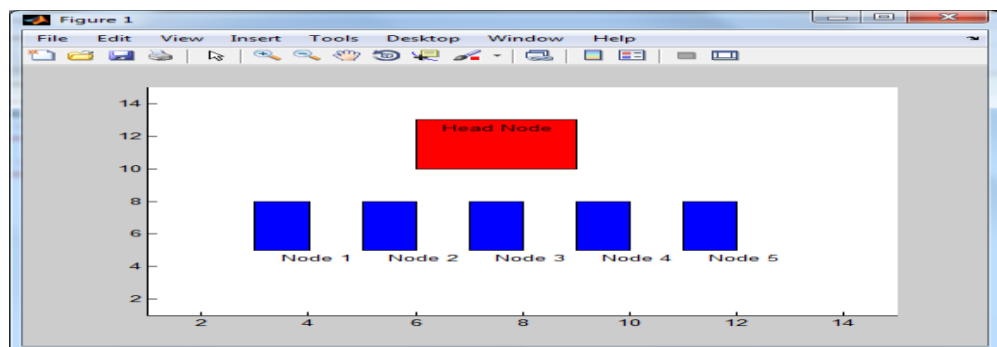 Figure 1
File Edit View Insert Tools Desktop Window Help
14
12
10
8
6
4
2
Head Node
Node 1 Node 2 Node 3 Node 4 Node 5
2 4 6 8 10 12 14